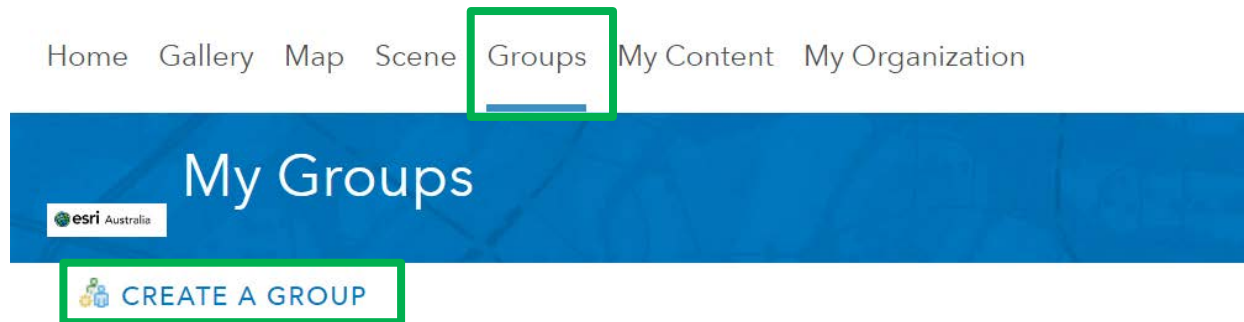 Home Gallery Map Scene Groups My Content My Organization
My Groups
esri Australia
CREATE A GROUP